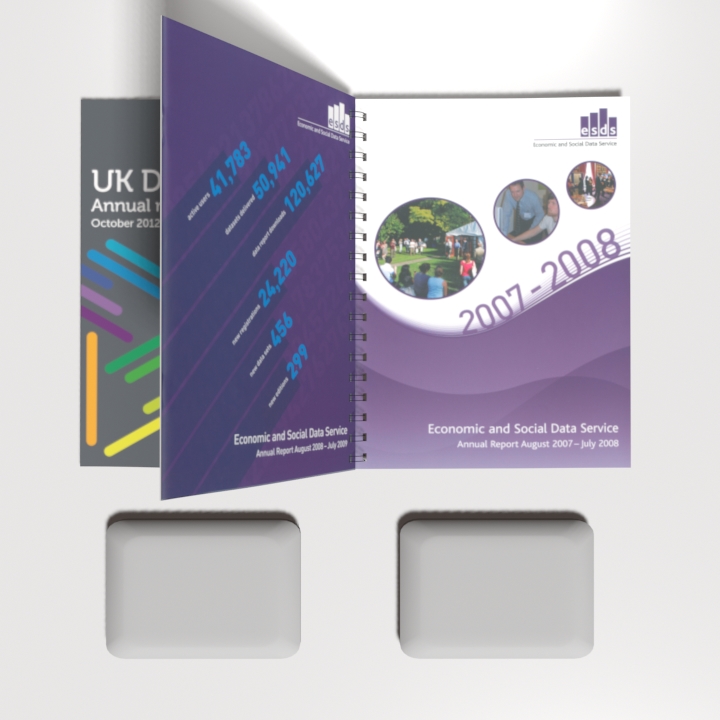 UK D
Annual r
October 2012
esds
Economic and Social Data Service
active users 41,783
datasets delivered 50,941
data report downloads 120,627
new registrations 24,220
new data sets 456
new editions 299
Economic and Social Data Service
Annual Report August 2008 – July 2009
esds
Economic and Social Data Service
2007 - 2008
Economic and Social Data Service
Annual Report August 2007 – July 2008